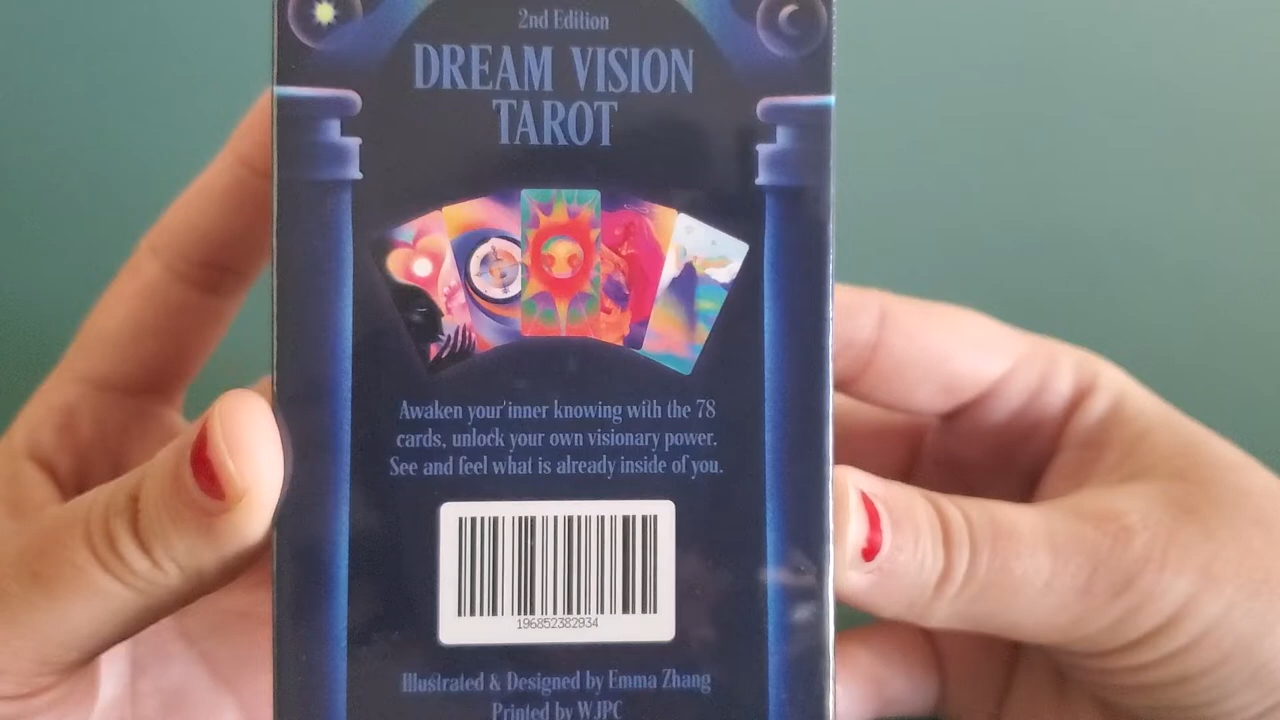 2nd Edition
DREAM VISION
TAROT
Awaken your inner knowing with the 78
cards, unlock your own visionary power.
See and feel what is already inside of you.
196852382934
Illustrated & Designed by Emma Zhang
Printed by WJPC